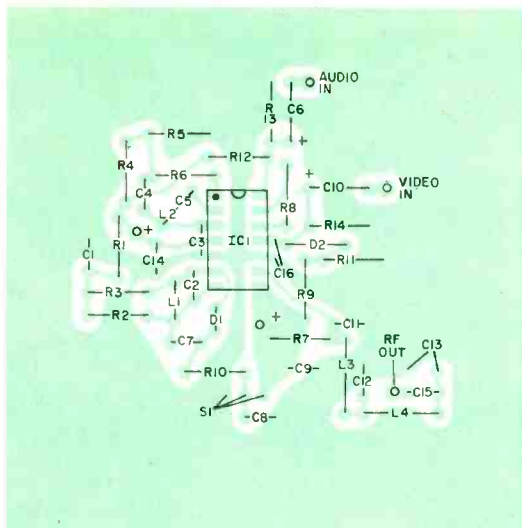 AUDIO
IN
R
13
C6
R5
R4
R12
R6
C10
VIDEO
IN
C4
C5
L2
R8
R1
C3
IC1
R14
C1
C14
D2
R11
C16
R3
C2
R9
R2
L1
D1
C11
C7
R7
RF
OUT
C13
R10
C9
L3
C12
C15
S1
C8
L4